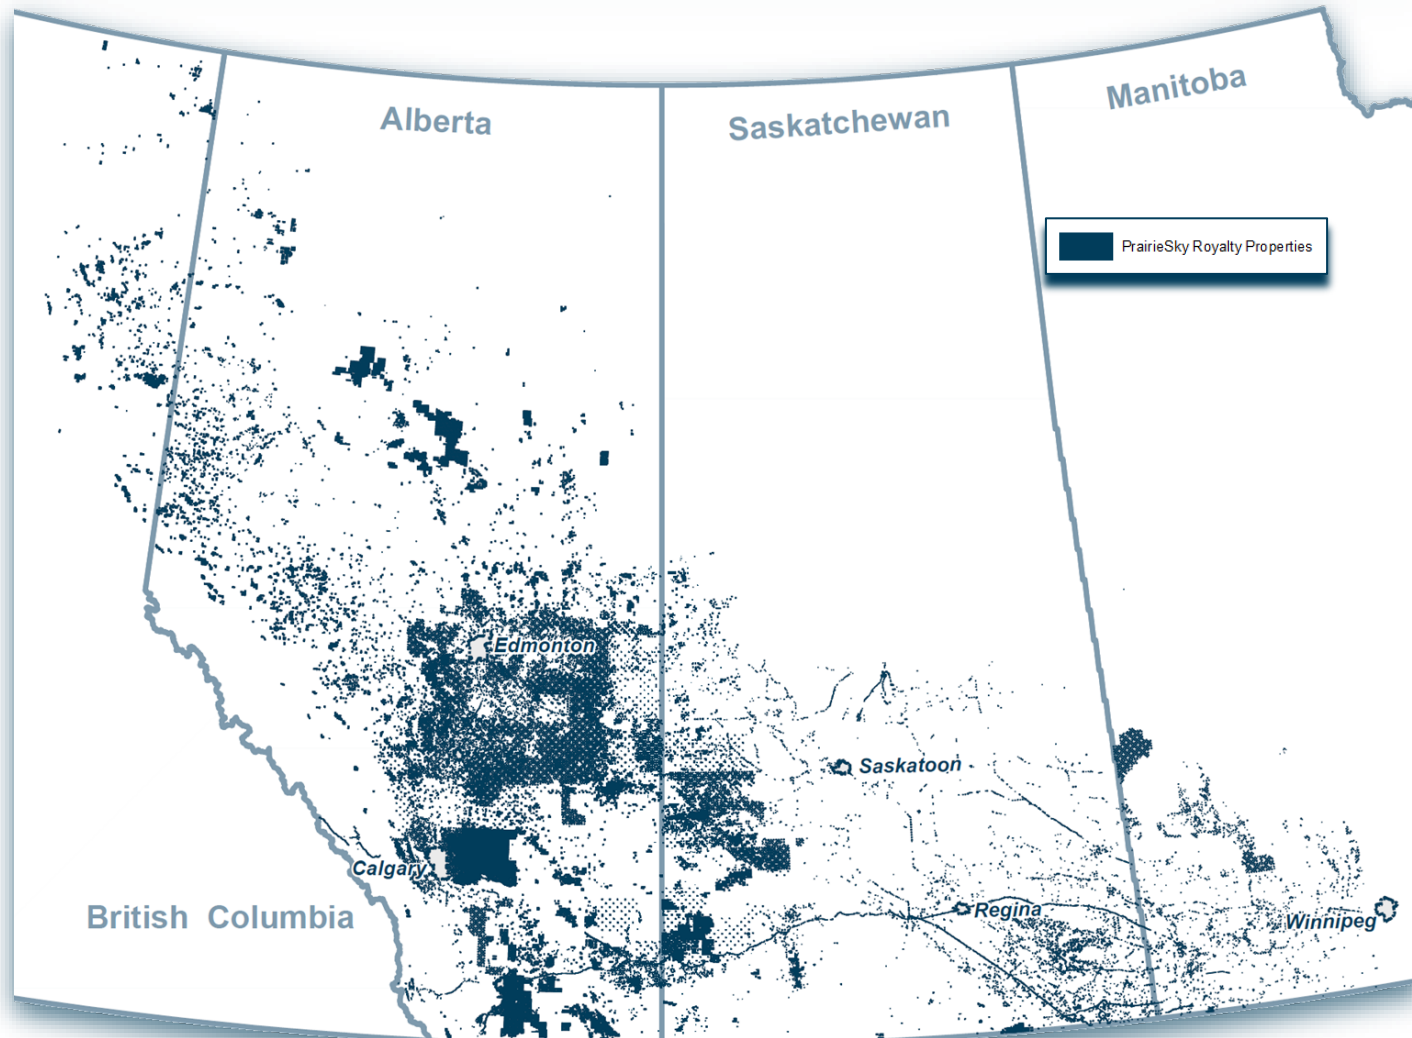 Manitoba
Alberta
Saskatchewan
PrairieSky Royalty Properties
Edmonton
Saskatoon
Calgary
British Columbia
Regina
Winnipeg